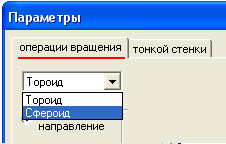 Параметры
операции вращения тонкой стенки
Тороид
Тороид
Сфероид
направление